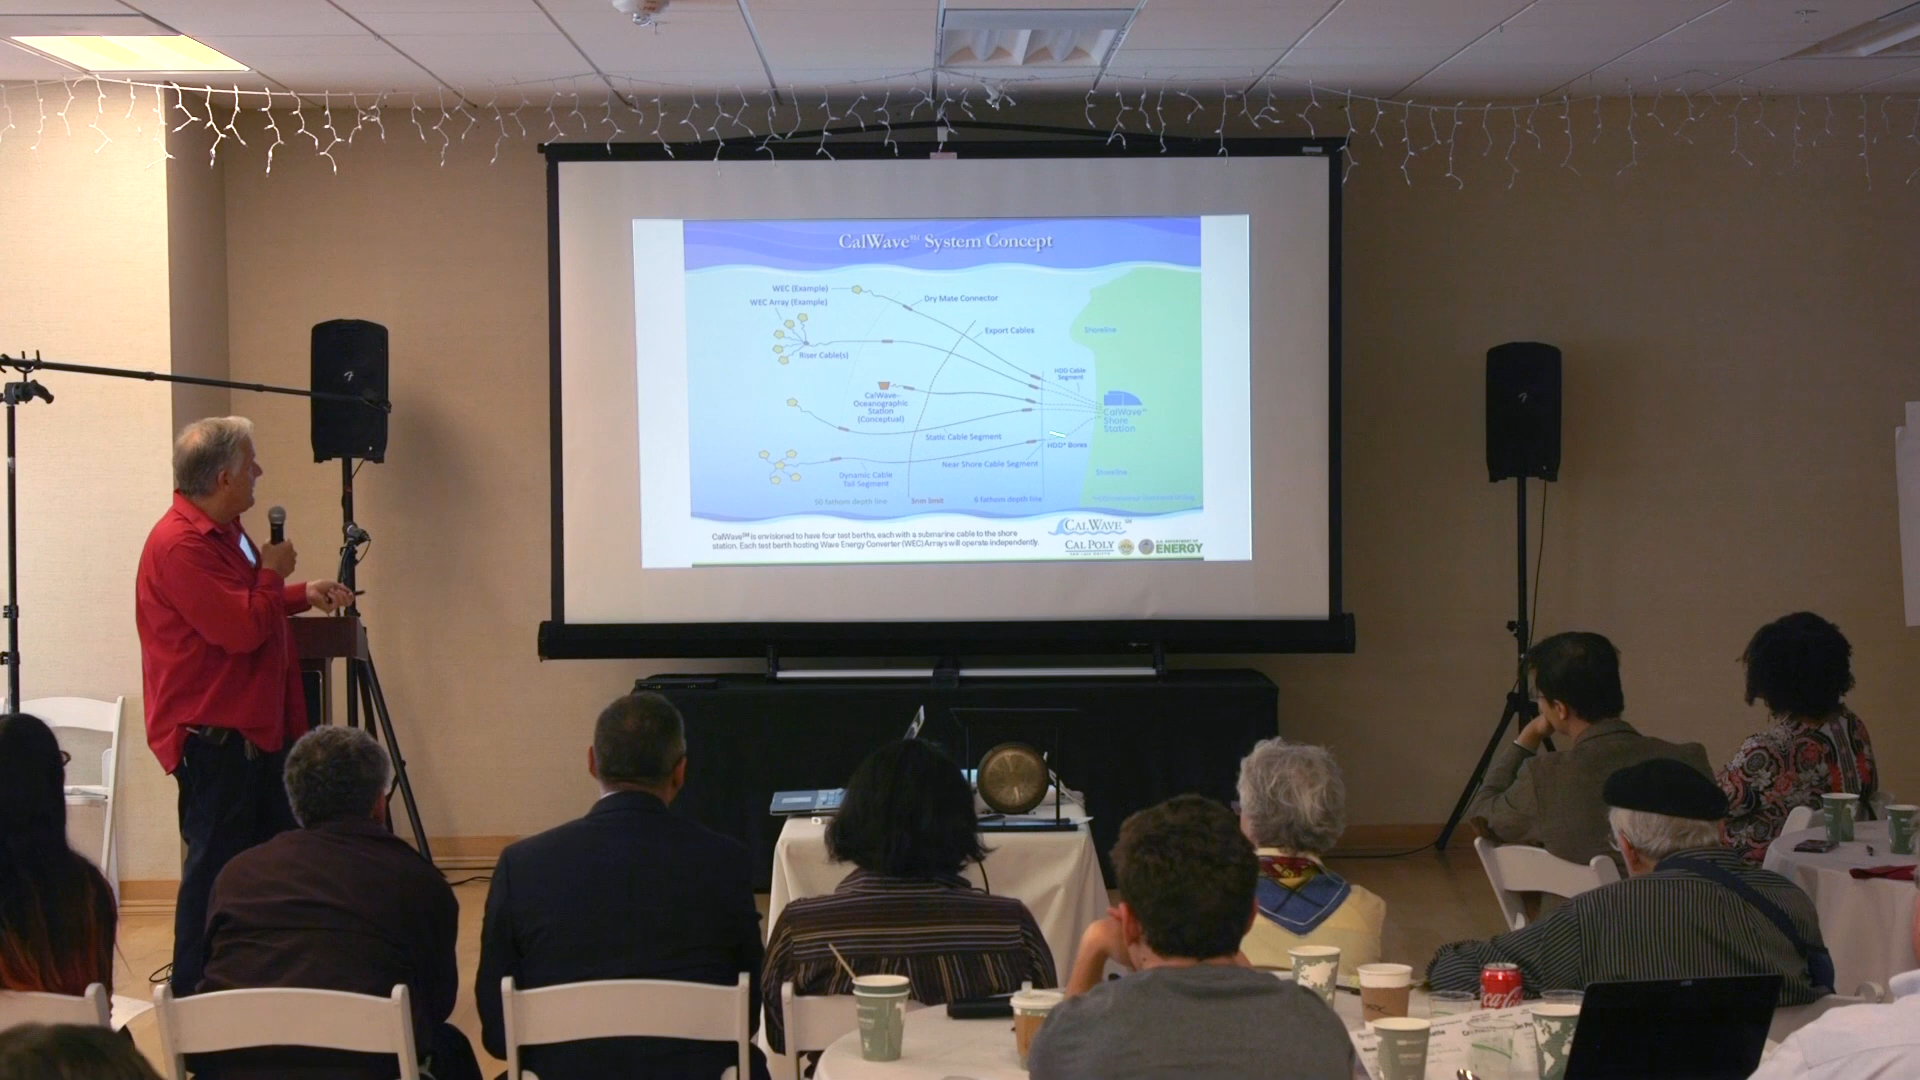 CalWave℠ System Concept
WEC (Example)
WEC Array (Example)
Dry Mate Connector
Export Cables
Shoreline
Riser Cable(s)
HDD Cable
Segment
CalWave–
Oceanographic
Station
(Conceptual)
CalWave℠
Shore
Station
Static Cable Segment
HDD* Bores
Near Shore Cable Segment
Dynamic Cable
Tail Segment
Shoreline
50 fathom depth line
3nm limit
6 fathom depth line
CalWave℠ is envisioned to have four test berths, each with a submarine cable to the shore
station. Each test berth hosting Wave Energy Converter (WEC) Arrays will operate independently.
CALWAVE
CAL POLY
U.S. DEPARTMENT OF
ENERGY